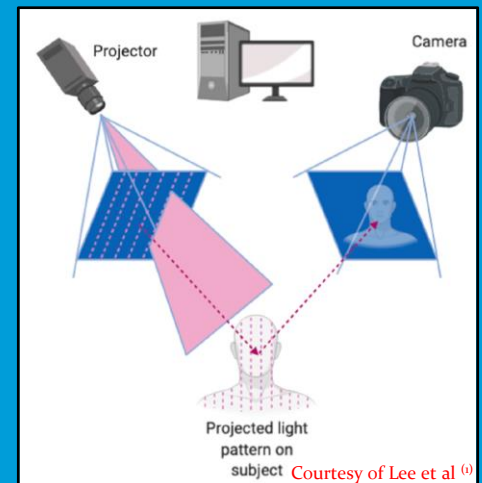 Projector
Camera
Projected light
pattern on
subject
Courtesy of Lee et al ⁽¹⁾